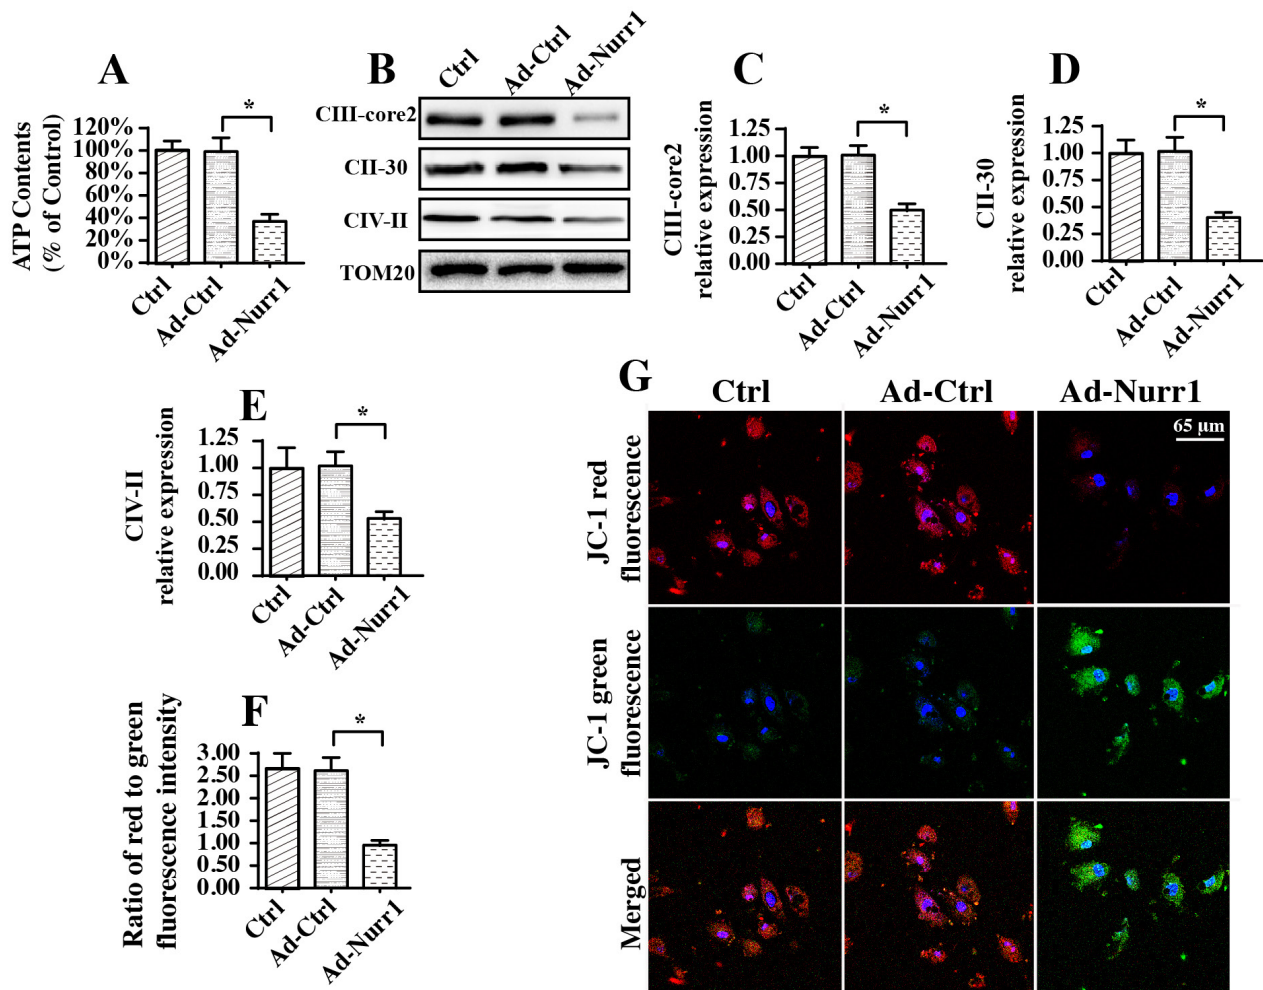 A
ATP Contents
(% of Control)
120%
100%
80%
60%
40%
20%
0%
*
Ctrl
Ad-Ctrl
Ad-Nurr1
B
Ctrl
Ad-Ctrl
Ad-Nurr1
CIII-core2
CII-30
CIV-II
TOM20
C
CIII-core2
relative expression
1.25
1.00
0.75
0.50
0.25
0.00
*
Ctrl
Ad-Ctrl
Ad-Nurr1
D
CII-30
relative expression
1.25
1.00
0.75
0.50
1.25
0.00
*
Ctrl
Ad-Ctrl
Ad-Nurr1
E
CIV-II
relative expression
1.25
1.00
0.75
0.50
0.25
0.00
*
Ctrl
Ad-Ctrl
Ad-Nurr1
F
Ratio of red to green
fluorescence intensity
3.00
2.50
2.00
1.50
1.00
0.50
0.00
*
Ctrl
Ad-Ctrl
Ad-Nurr1
G
Ctrl
Ad-Ctrl
Ad-Nurr1
65 μm
JC-1 red
fluorescence
JC-1 green
fluorescence
Merged